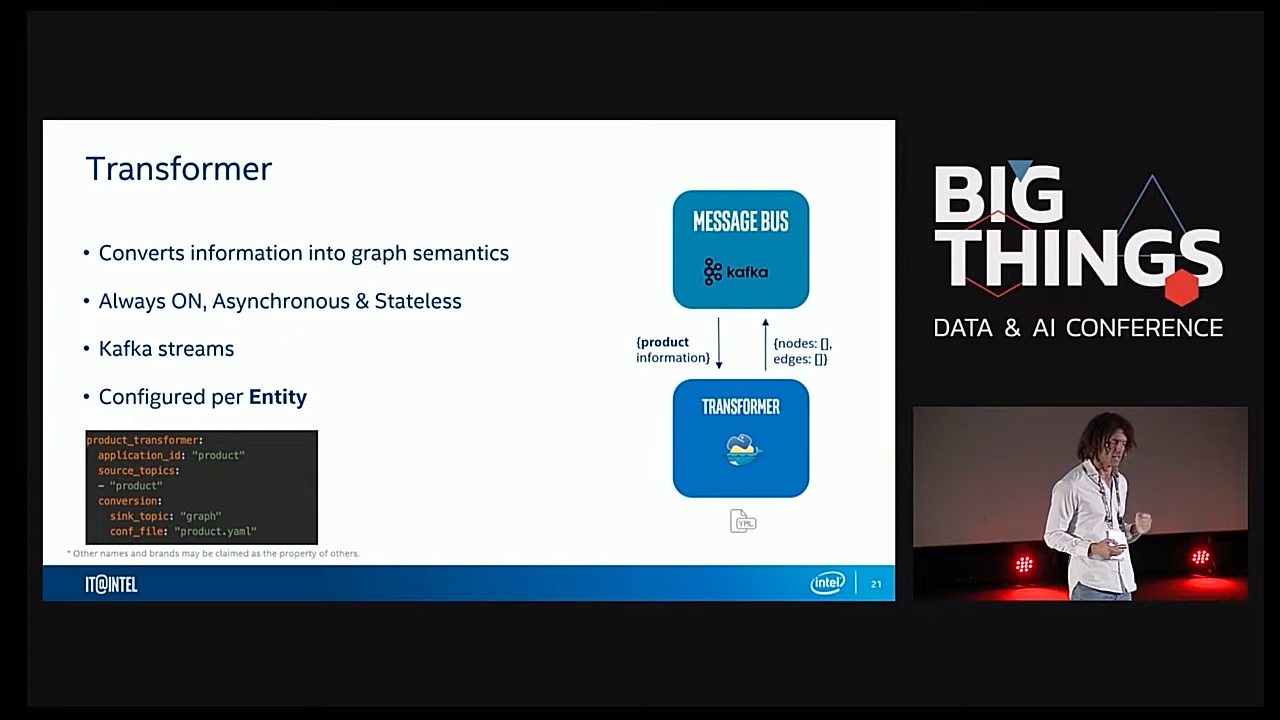 Transformer
• Converts information into graph semantics
• Always ON, Asynchronous & Stateless
• Kafka streams
• Configured per Entity
product_transformer:
application_id: "product"
source_topics:
- "product"
conversion:
sink_topic: "graph"
conf_file: "product.yaml"
* Other names and brands may be claimed as the property of others.
MESSAGE BUS
kafka
{product
information}
{nodes: [],
edges: []}
TRANSFORMER
YML
IT@INTEL
intel
21
BIG
THINGS
DATA & AI CONFERENCE